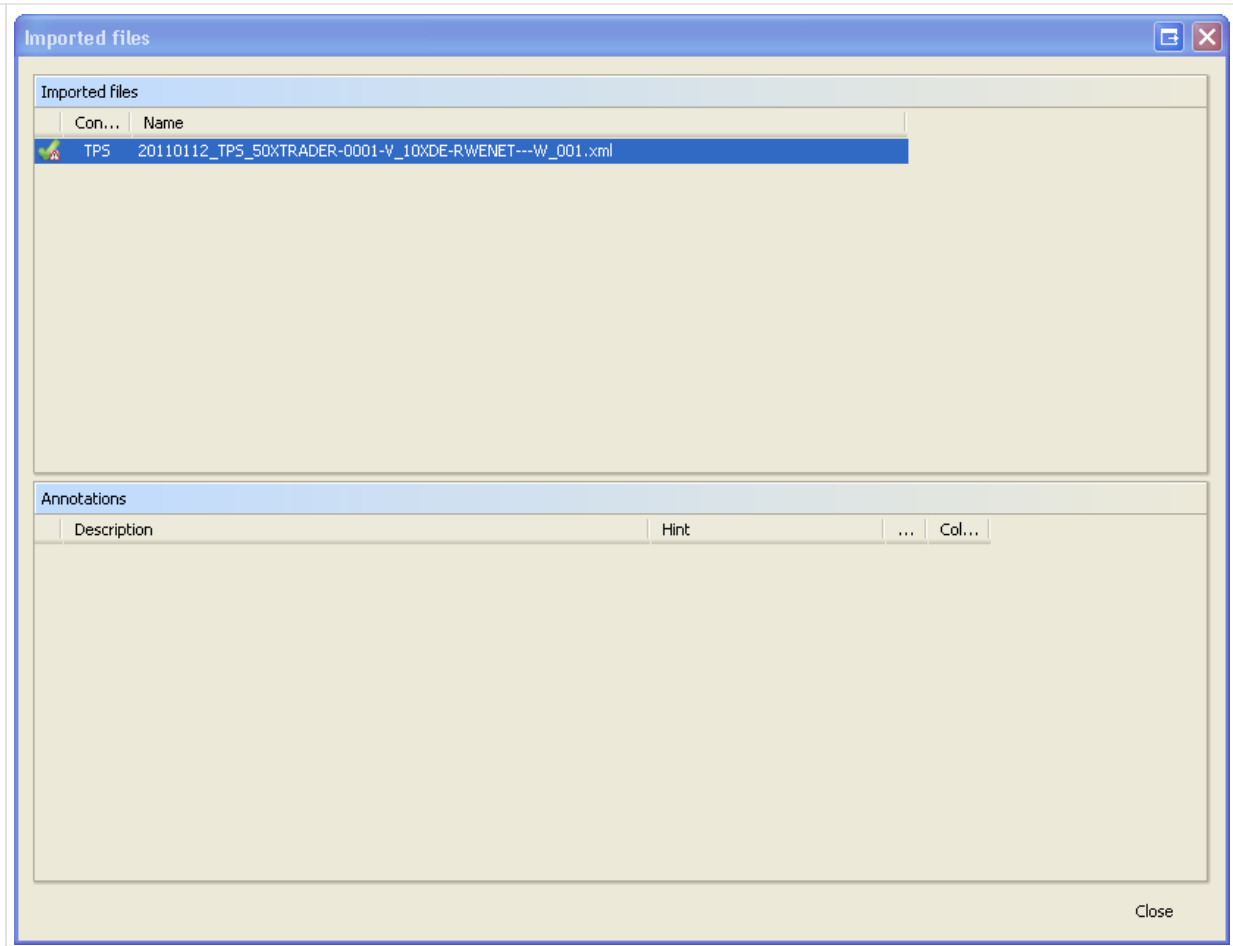 Imported files
Imported files
Con... Name
TPS 20110112_TPS_50XTRADER-0001-V_10XDE-RWENET---W_001.xml
Annotations
Description Hint ... Col...
Close